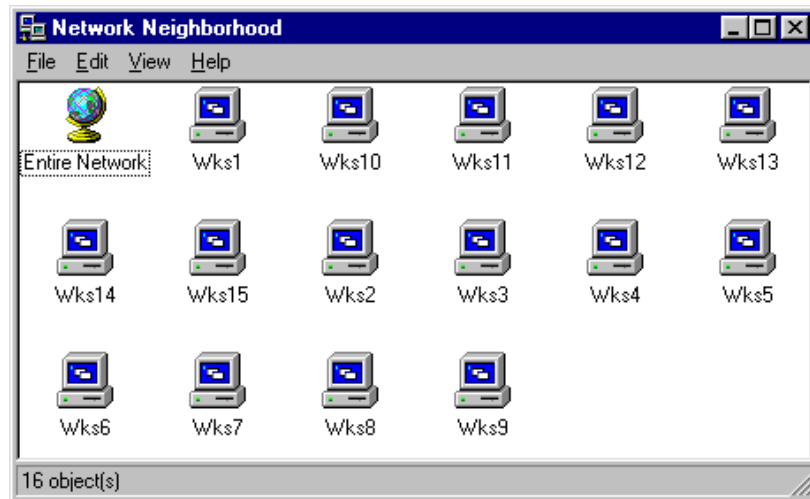 Network Neighborhood
File Edit View Help
Entire Network Wks1 Wks10 Wks11 Wks12 Wks13
Wks14 Wks15 Wks2 Wks3 Wks4 Wks5
Wks6 Wks7 Wks8 Wks9
16 object(s)